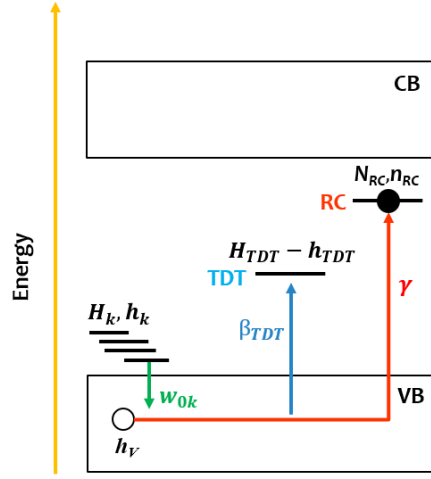 CB
N_RC,n_RC
RC
H_TDT − h_TDT
TDT
Energy
γ
H_k, h_k
β_TDT
VB
w_0k
h_V